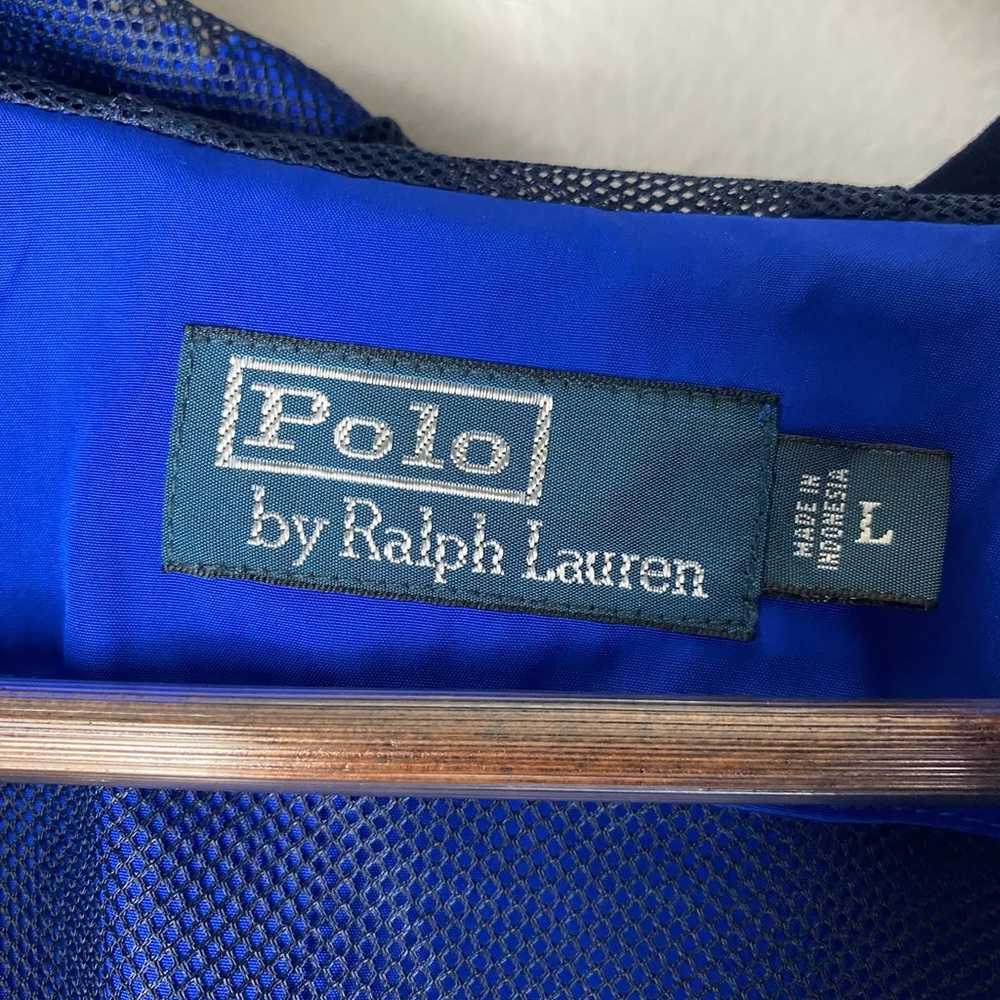 Polo
by Ralph Lauren
MADE IN
INDONESIA
L